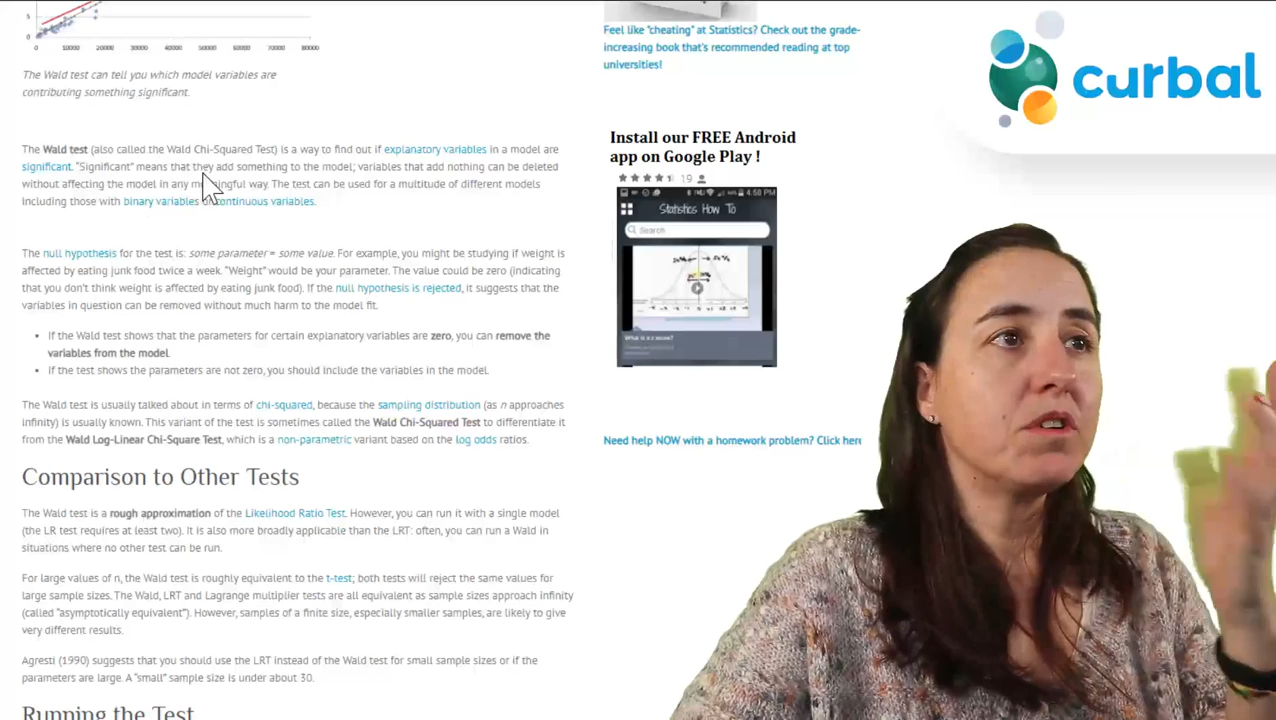 5
0
0
10000
20000
30000
40000
50000
60000
70000
80000
The Wald test can tell you which model variables are
contributing something significant.
The Wald test (also called the Wald Chi-Squared Test) is a way to find out if explanatory variables in a model are
significant. "Significant" means that they add something to the model; variables that add nothing can be deleted
without affecting the model in any meaningful way. The test can be used for a multitude of different models
including those with binary variables or continuous variables.
The null hypothesis for the test is: some parameter = some value. For example, you might be studying if weight is
affected by eating junk food twice a week. "Weight" would be your parameter. The value could be zero (indicating
that you don't think weight is affected by eating junk food). If the null hypothesis is rejected, it suggests that the
variables in question can be removed without much harm to the model fit.
• If the Wald test shows that the parameters for certain explanatory variables are zero, you can remove the
variables from the model.
• If the test shows the parameters are not zero, you should include the variables in the model.
The Wald test is usually talked about in terms of chi-squared, because the sampling distribution (as n approaches
infinity) is usually known. This variant of the test is sometimes called the Wald Chi-Squared Test to differentiate it
from the Wald Log-Linear Chi-Square Test, which is a non-parametric variant based on the log odds ratios.
Comparison to Other Tests
The Wald test is a rough approximation of the Likelihood Ratio Test. However, you can run it with a single model
(the LR test requires at least two). It is also more broadly applicable than the LRT: often, you can run a Wald in
situations where no other test can be run.
For large values of n, the Wald test is roughly equivalent to the t-test; both tests will reject the same values for
large sample sizes. The Wald, LRT and Lagrange multiplier tests are all equivalent as sample sizes approach infinity
(called "asymptotically equivalent"). However, samples of a finite size, especially smaller samples, are likely to give
very different results.
Agresti (1990) suggests that you should use the LRT instead of the Wald test for small sample sizes or if the
parameters are large. A "small" sample size is under about 30.
Running the Test
Feel like "cheating" at Statistics? Check out the grade-
increasing book that's recommended reading at top
universities!
Install our FREE Android
app on Google Play !
19
4:58 PM
Statistics How To
Search
What is a z score?
Need help NOW with a homework problem? Click here
curbal